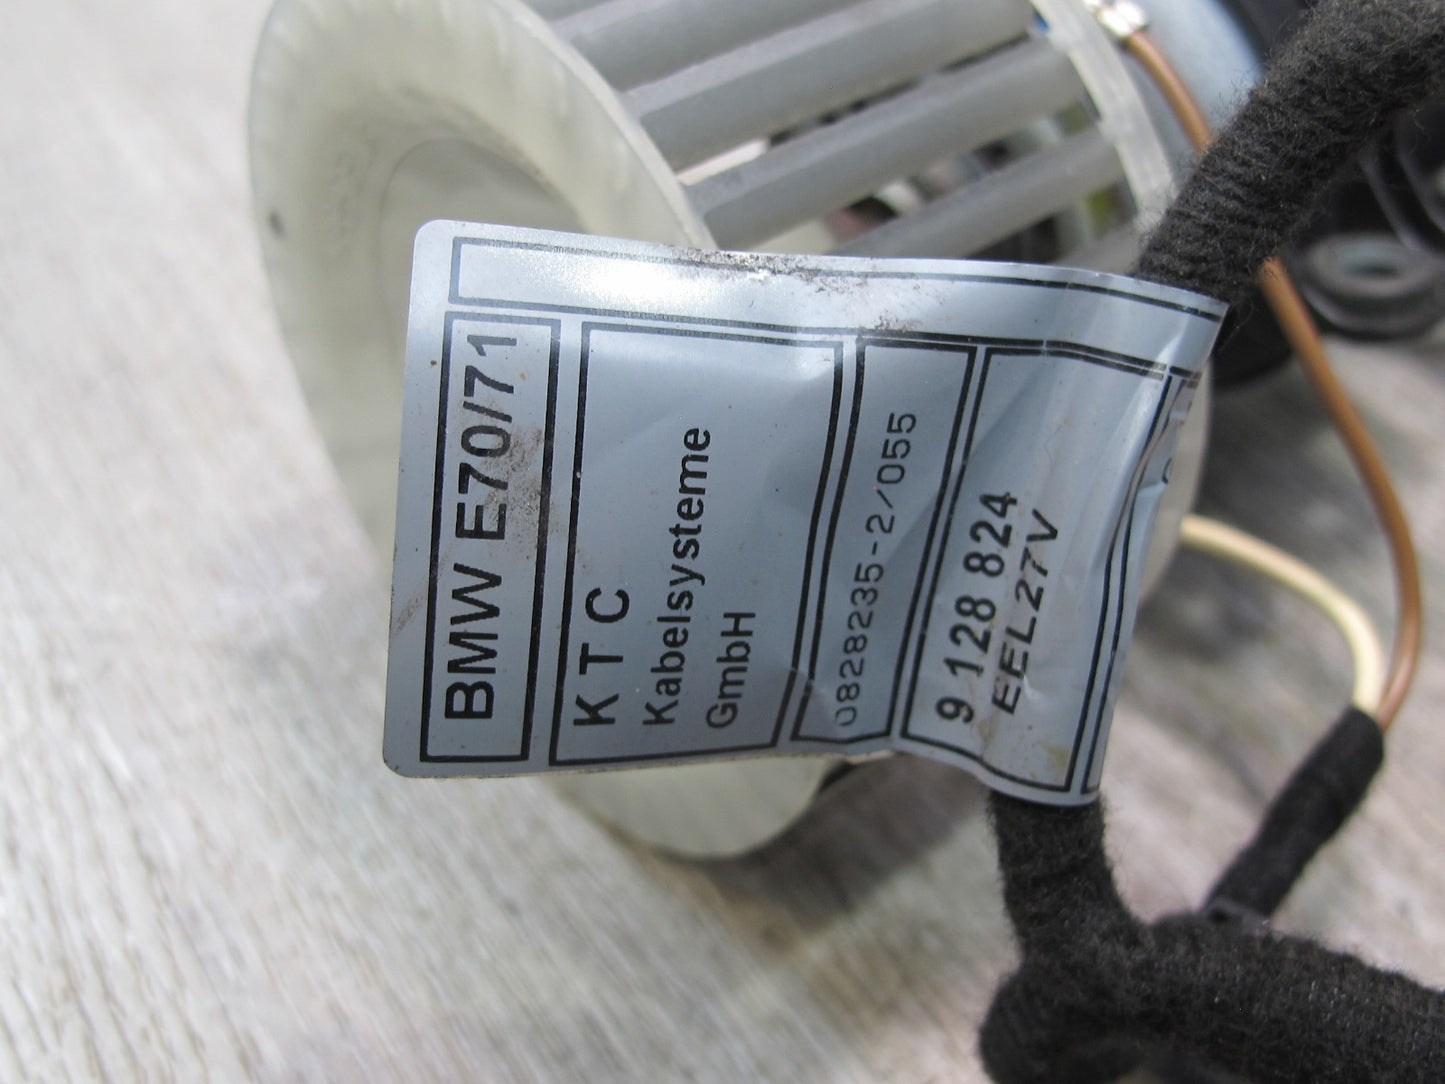 BMW E70/71
K T C
Kabelsysteme
GmbH
0828235-2/055
9 128 824
EEL27V